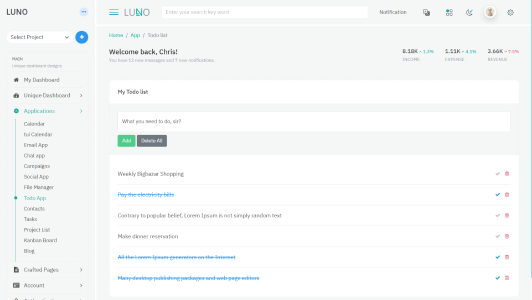 LUNO
Select Project
MAIN
Unique dashboard designs
My Dashboard
Unique Dashboard
Applications
Calendar
tui Calendar
Email App
Chat app
Campaigns
Social App
File Manager
Todo App
Contacts
Tasks
Project List
Kanban Board
Blog
Crafted Pages
Account
LUNO
Enter your search key word
Notification
Home / App / Todo list
Welcome back, Chris!
You have 12 new messages and 7 new notifications.
8.18K
INCOME
1.11K
EXPENSE
3.66K
REVENUE
My Todo list
What you need to do, sir?
Add Delete All
Weekly Bigbazar Shopping
Pay the electricity bills
Contrary to popular belief, Lorem Ipsum is not simply random text
Make dinner reservation
All the Lorem Ipsum generators on the Internet
Many desktop publishing packages and web page editors